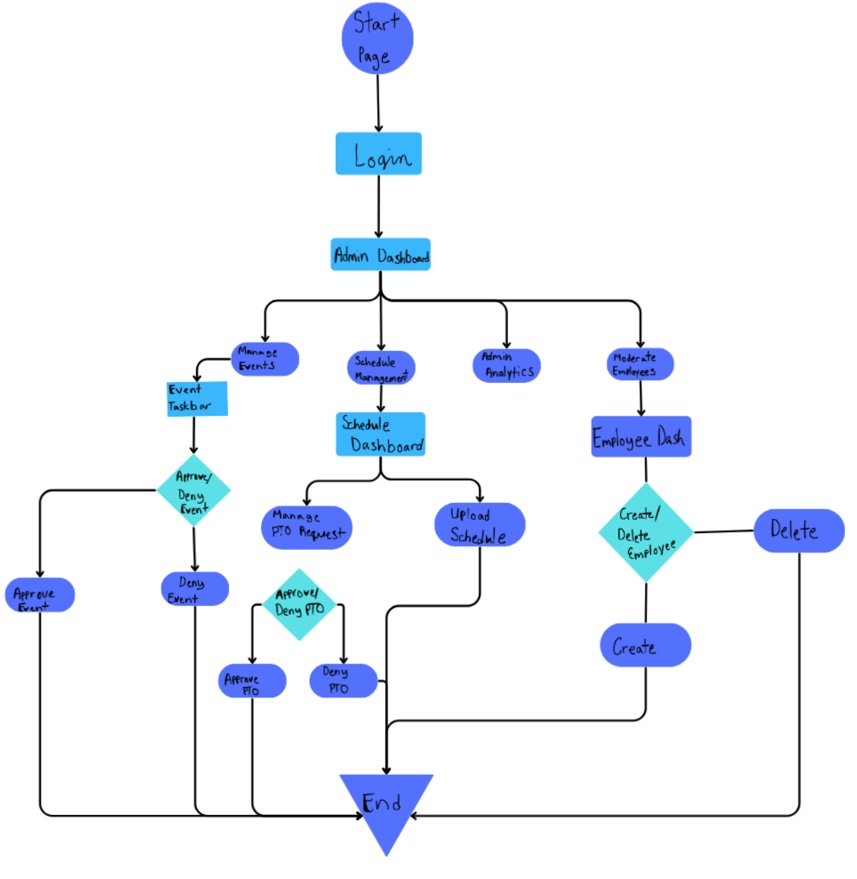 Start
Page
Login
Admin Dashboard
Manage
Events
Schedule
Management
Admin
Analytics
Moderate
Employees
Event
Taskbar
Schedule
Dashboard
Employee Dash
Approve/
Deny
Event
Manage
PTO Request
Upload
Schedule
Create/
Delete
Employee
Delete
Approve
Event
Deny
Event
Approve/
Deny PTO
Create
Approve
PTO
Deny
PTO
End